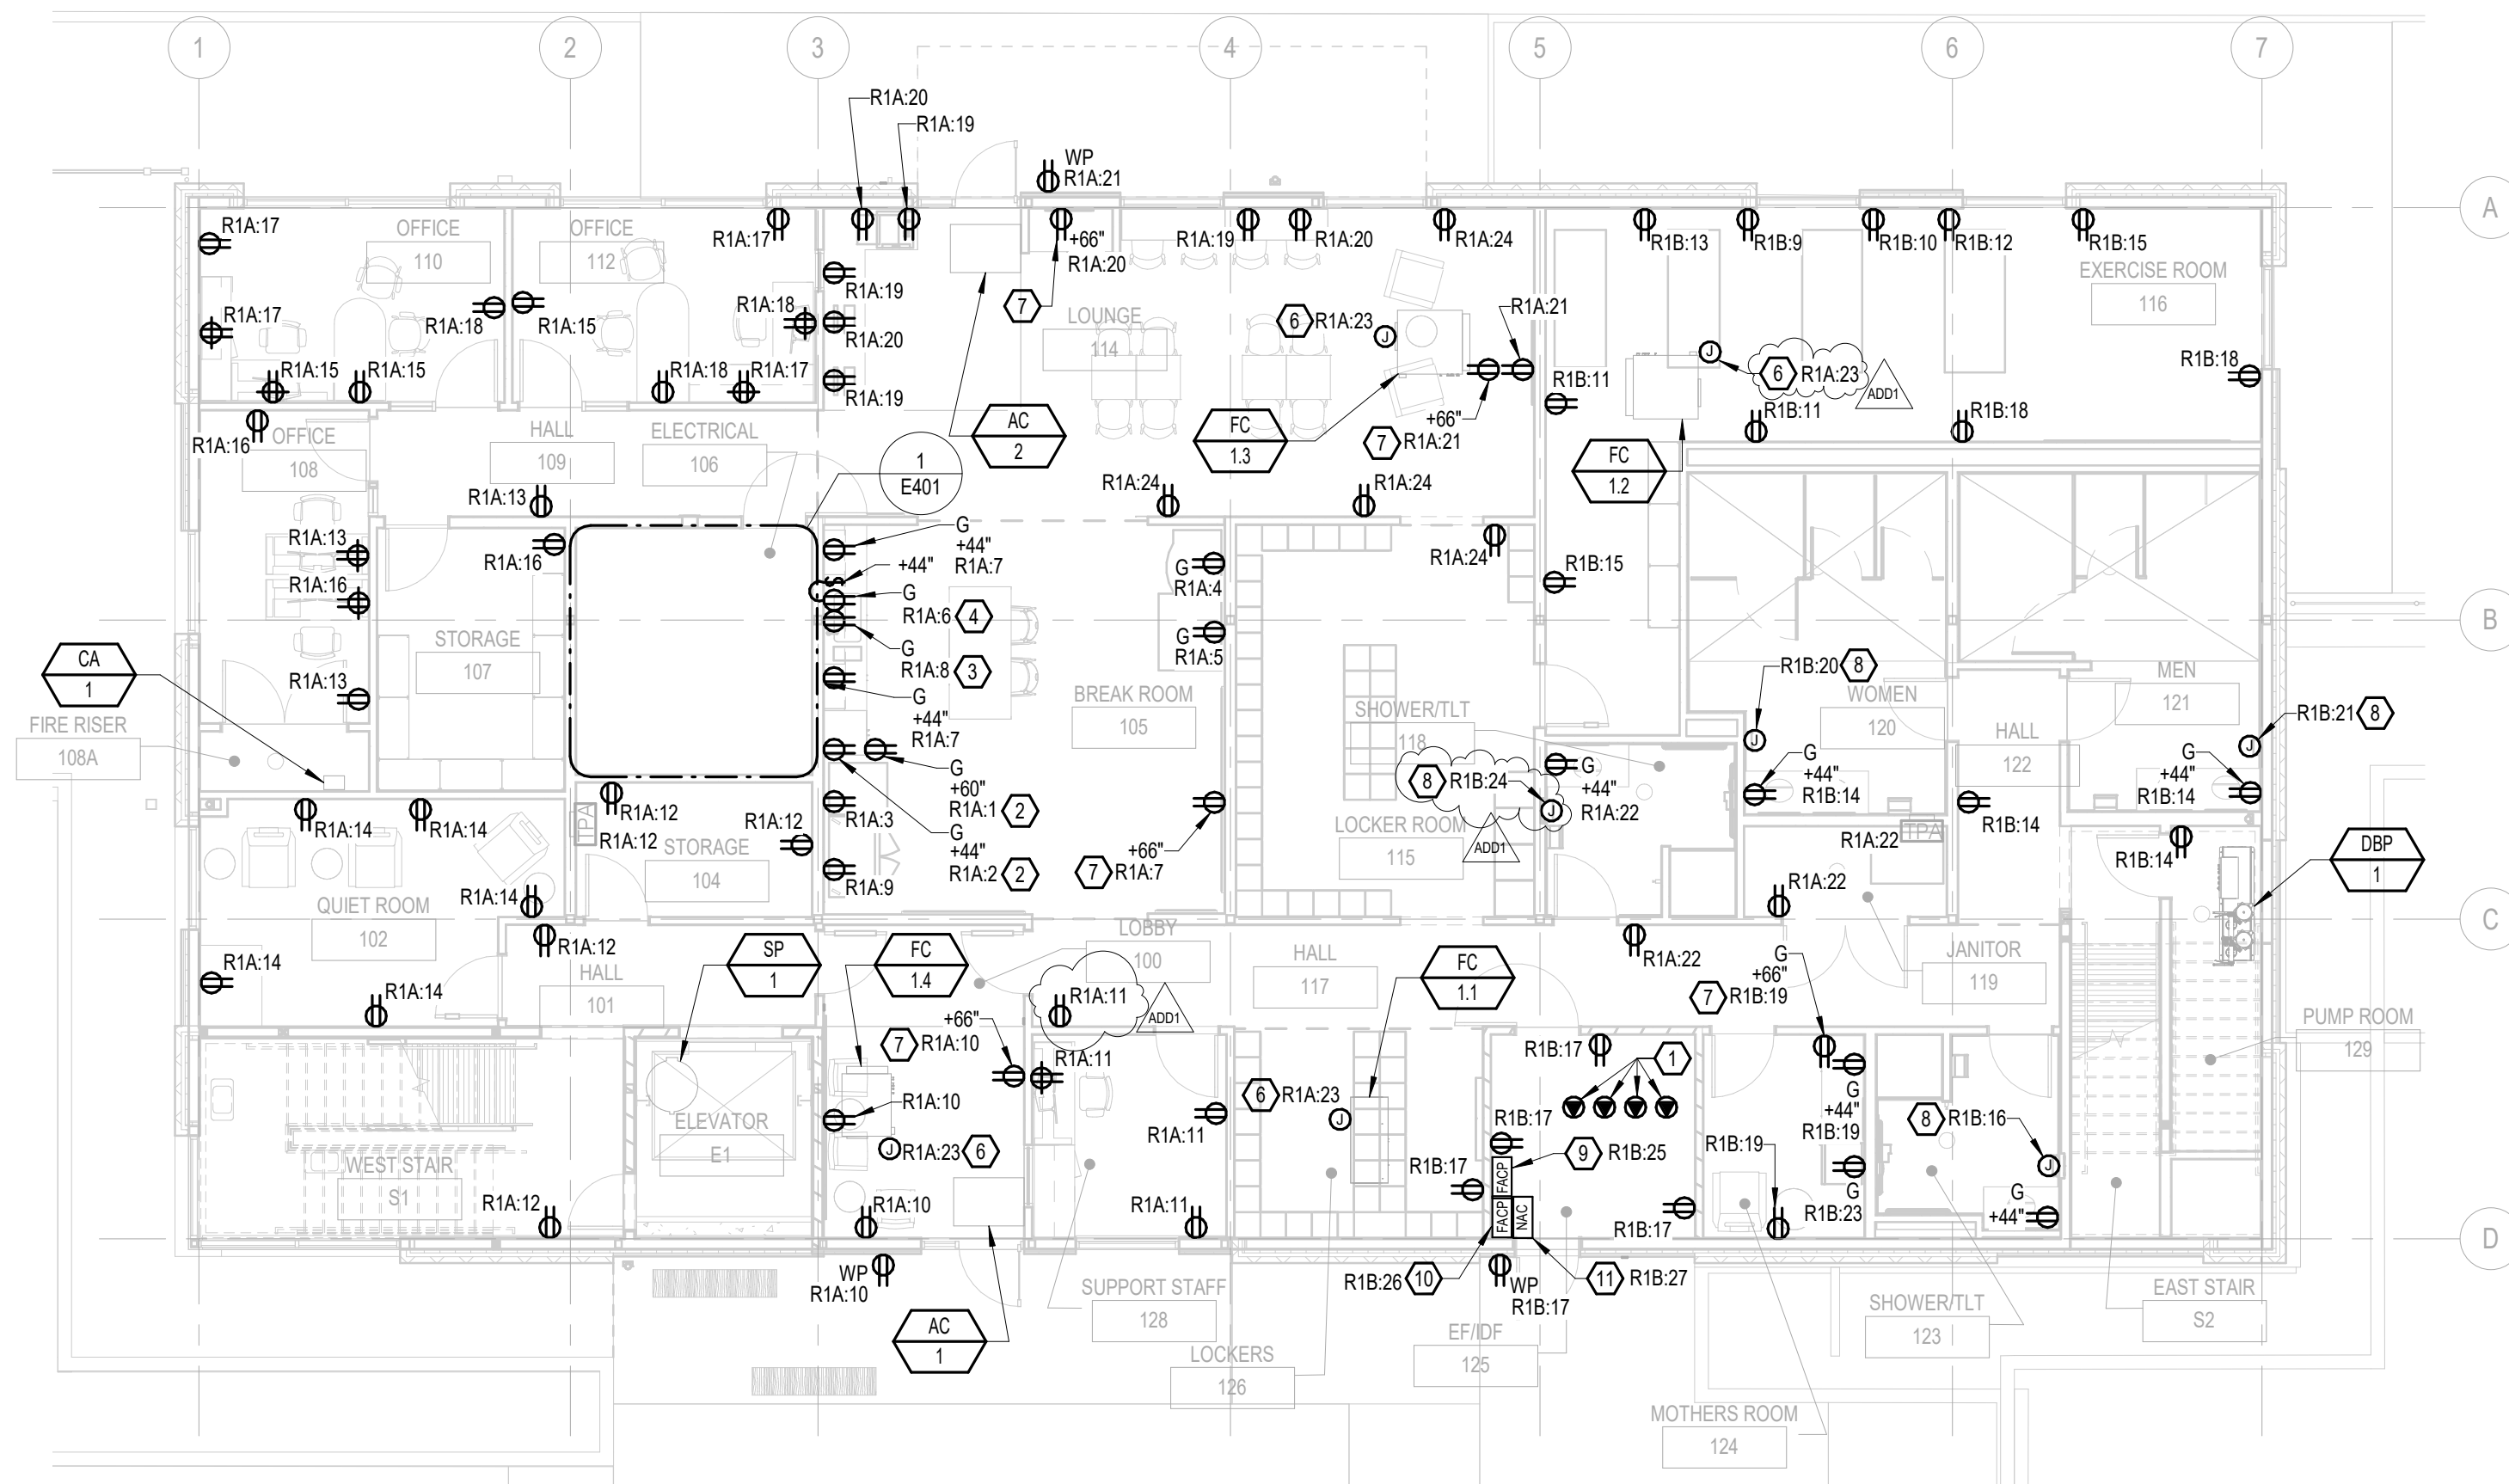 1
2
3
4
5
6
7
R1A:20
R1A:19
WP
R1A:21
A
R1A:17
OFFICE
110
OFFICE
112
R1A:17
R1A:19
R1A:20
+66"
R1A:20
7
R1A:19
R1A:20
R1A:24
R1B:13
R1B:9
R1B:10
R1B:12
R1B:15
EXERCISE ROOM
116
R1A:17
R1A:18
R1A:15
R1A:18
R1A:19
LOUNGE
114
6
R1A:23
J
R1A:21
R1A:15
R1A:15
R1A:18
R1A:17
+66"
7
R1A:21
R1B:11
J
6
R1A:23
ADD1
R1B:18
R1B:11
R1B:18
R1A:16
OFFICE
108
HALL
109
ELECTRICAL
106
1
E401
AC
2
FC
1.3
FC
1.2
R1A:13
R1A:24
R1A:24
R1A:24
R1A:13
R1A:16
R1A:16
G
+44"
R1A:7
+44"
S
G
R1A:6
4
G
R1A:8
3
G
+44"
R1A:7
G
R1A:4
G
R1A:5
R1B:15
B
STORAGE
107
R1A:13
CA
1
FIRE RISER
108A
BREAK ROOM
105
SHOWER/TLT
118
R1B:20
8
WOMEN
120
J
HALL
122
MEN
121
R1B:21
8
J
G
+60"
R1A:1
2
G
+44"
R1A:2
2
8
R1B:24
J
ADD1
G
+44"
R1A:22
G
+44"
R1B:14
G
+44"
R1B:14
R1B:14
R1A:14
R1A:14
TPA
R1A:12
R1A:12
R1A:12
STORAGE
104
R1A:3
R1A:9
+66"
7
R1A:7
LOCKER ROOM
115
R1A:22
TPA
R1A:22
R1B:14
DBP
1
R1A:14
QUIET ROOM
102
R1A:14
R1A:14
R1A:12
HALL
101
SP
1
FC
1.4
LOBBY
100
R1A:11
ADD1
HALL
117
FC
1.1
R1A:22
G
+66"
7
R1B:19
JANITOR
119
C
PUMP ROOM
129
+66"
7
R1A:10
R1A:11
R1A:10
J
R1A:23
6
R1A:11
6
R1A:23
J
R1B:17
1
R1B:17
9
R1B:25
R1B:17
FACP
FACP
NAC
G
+44"
R1B:19
R1B:19
G
R1B:23
8
R1B:16
J
G
+44"
WEST STAIR
S1
ELEVATOR
E1
R1A:12
R1A:10
R1A:11
R1B:17
D
WP
R1A:10
AC
1
SUPPORT STAFF
128
LOCKERS
126
R1B:26
10
WP
R1B:17
11
R1B:27
EF/IDF
125
SHOWER/TLT
123
EAST STAIR
S2
MOTHERS ROOM
124